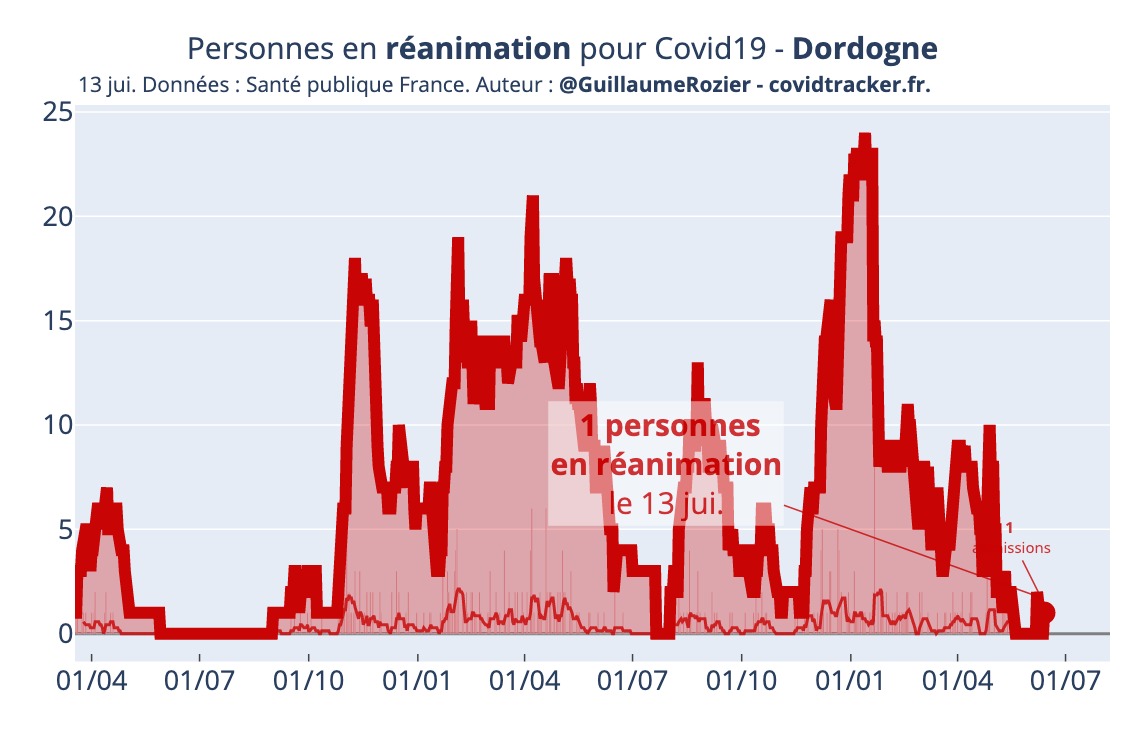 Personnes en réanimation pour Covid19 - Dordogne
13 jui. Données : Santé publique France. Auteur : @GuillaumeRozier - covidtracker.fr.
25
20
15
10
5
0
1 personnes
en réanimation
le 13 jui.
1
admissions
01/04 01/07 01/10 01/01 01/04 01/07 01/10 01/01 01/04 01/07